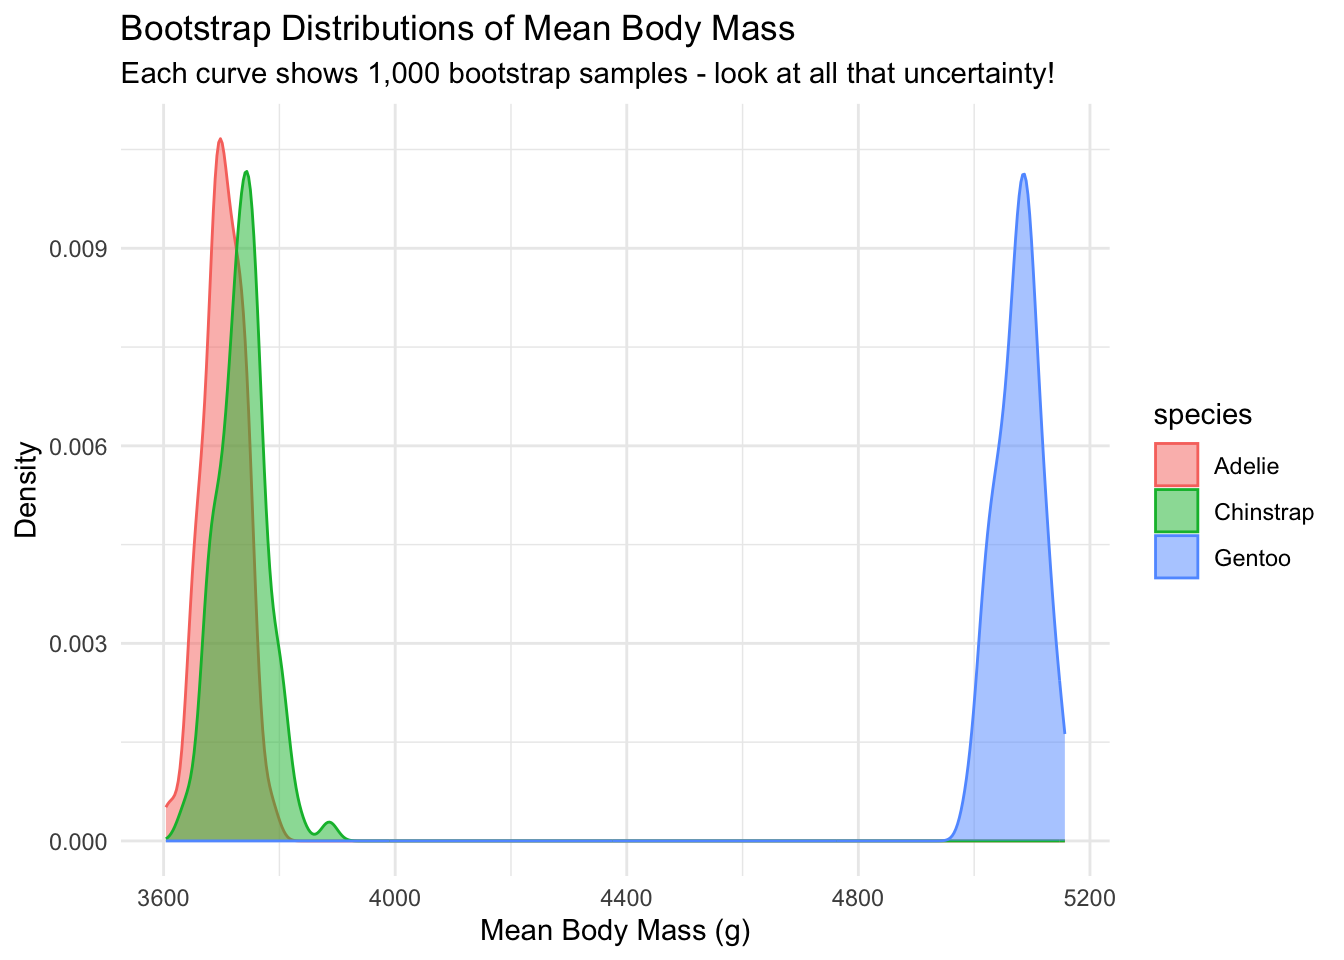 Bootstrap Distributions of Mean Body Mass
Each curve shows 1,000 bootstrap samples - look at all that uncertainty!
Density
0.009
0.006
0.003
0.000
3600 4000 4400 4800 5200
Mean Body Mass (g)
species
Adelie
Chinstrap
Gentoo